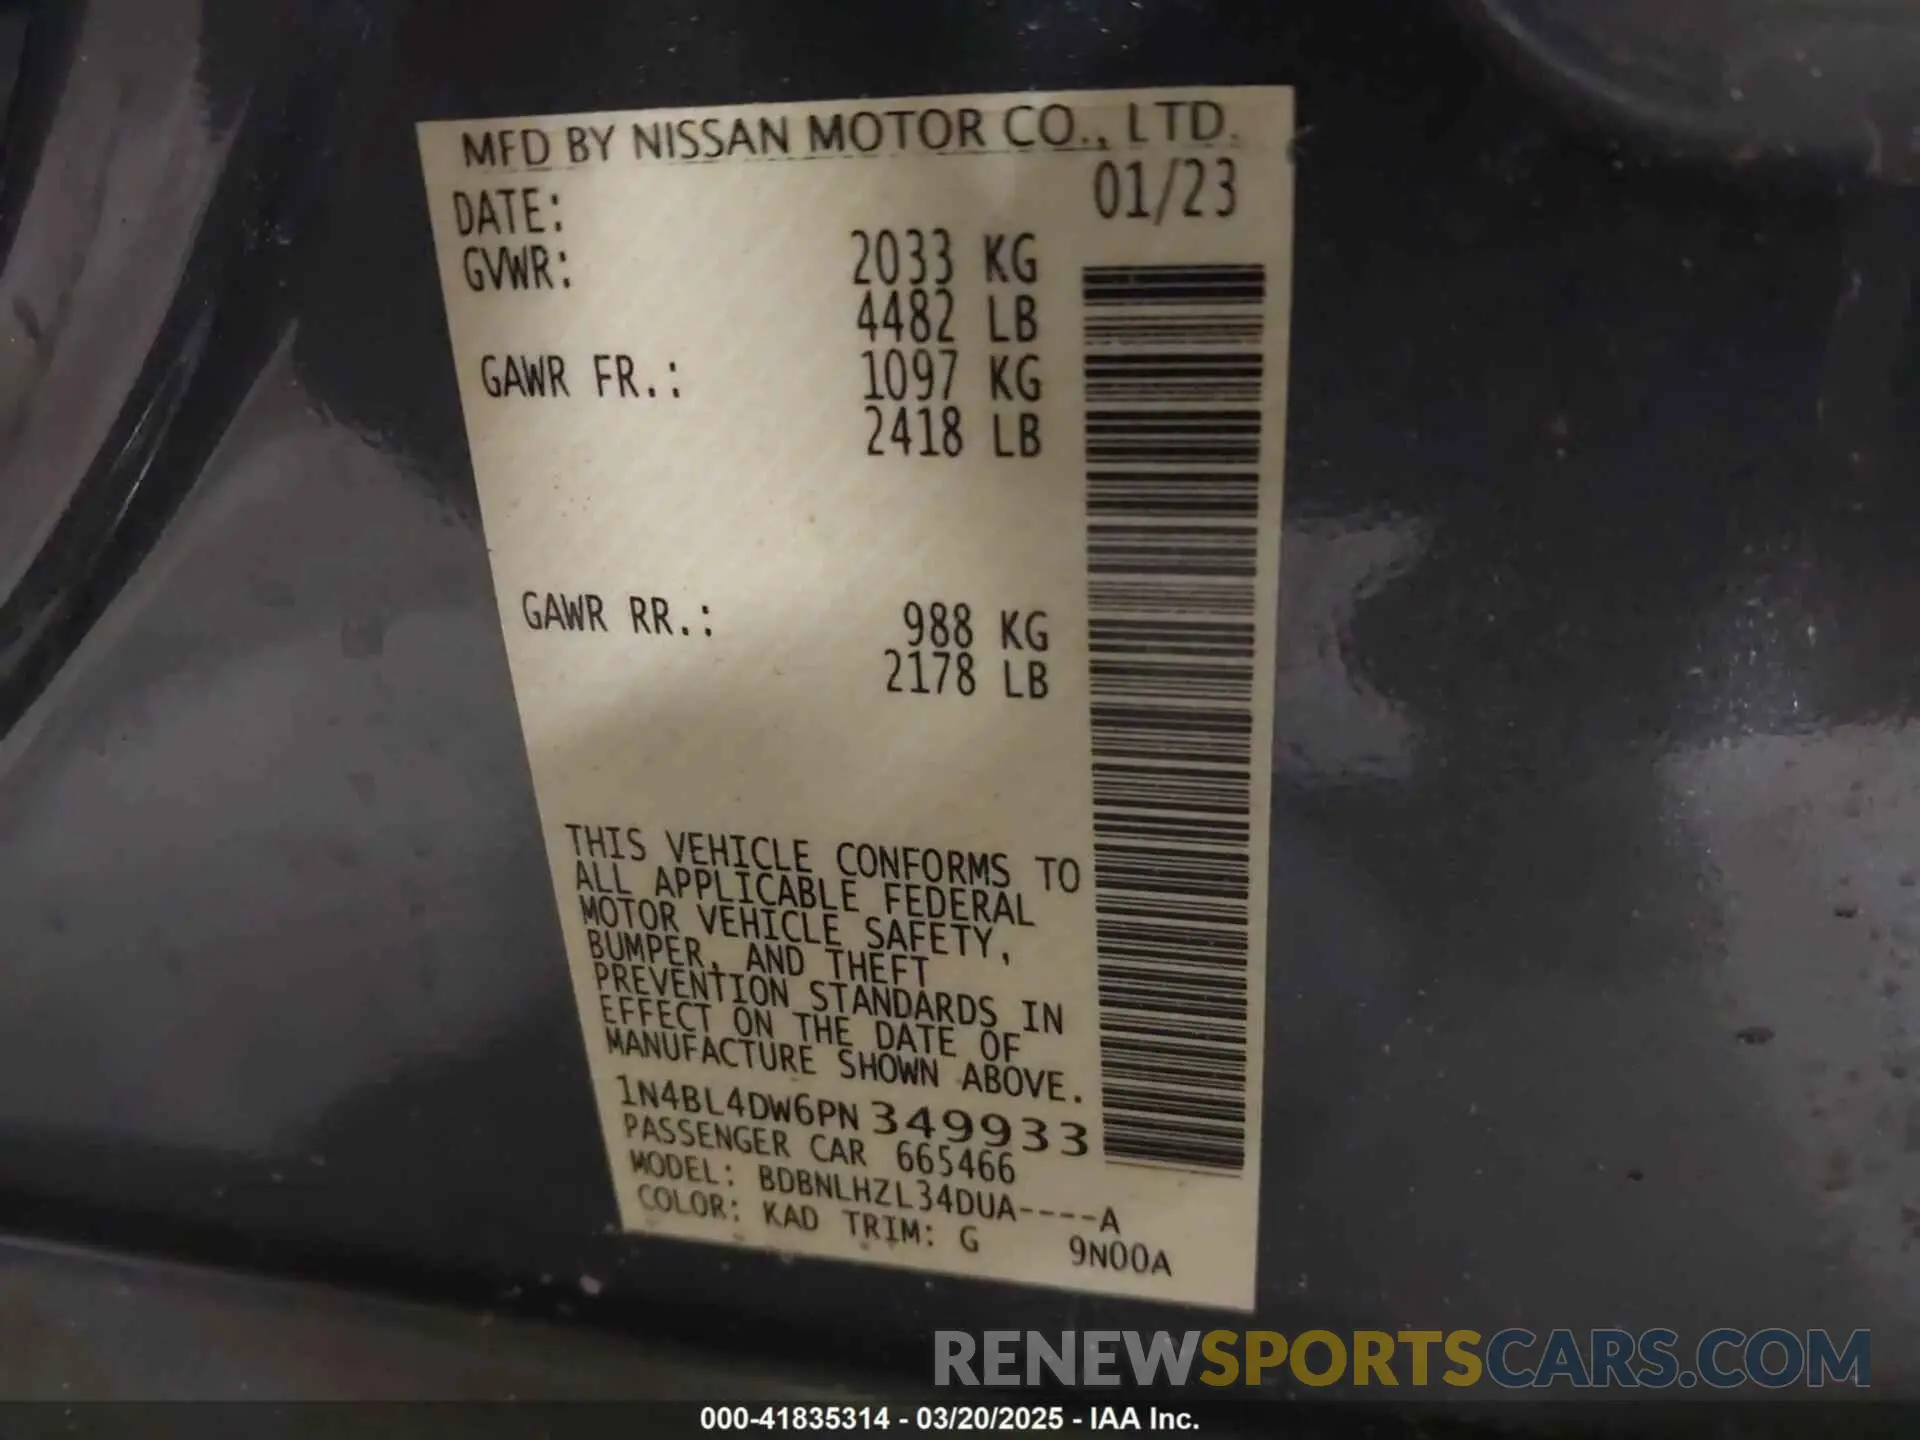 MFD BY NISSAN MOTOR CO., LTD.
DATE: 01/23
GVWR: 2033 KG
4482 LB
GAWR FR.: 1097 KG
2418 LB
GAWR RR.: 988 KG
2178 LB
THIS VEHICLE CONFORMS TO
ALL APPLICABLE FEDERAL
MOTOR VEHICLE SAFETY,
BUMPER, AND THEFT
PREVENTION STANDARDS IN
EFFECT ON THE DATE OF
MANUFACTURE SHOWN ABOVE.
1N4BL4DW6PN349933
PASSENGER CAR 665466
MODEL: BDBNLHZL34DUA----A
COLOR: KAD TRIM: G 9N00A
RENEWSPORTSCARS.COM
000-41835314 - 03/20/2025 - IAA Inc.